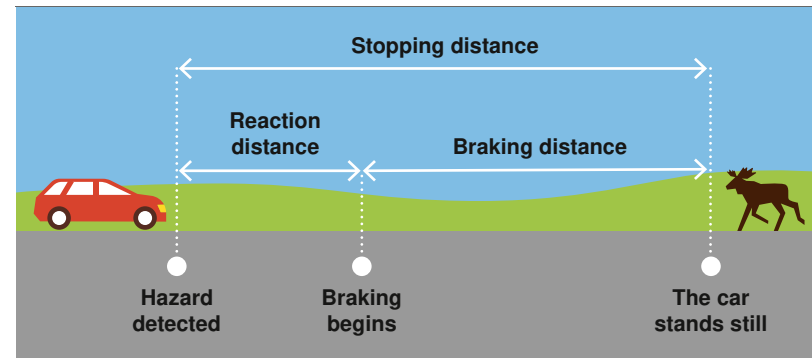 Stopping distance
Reaction
distance
Braking distance
Hazard
detected
Braking
begins
The car
stands still